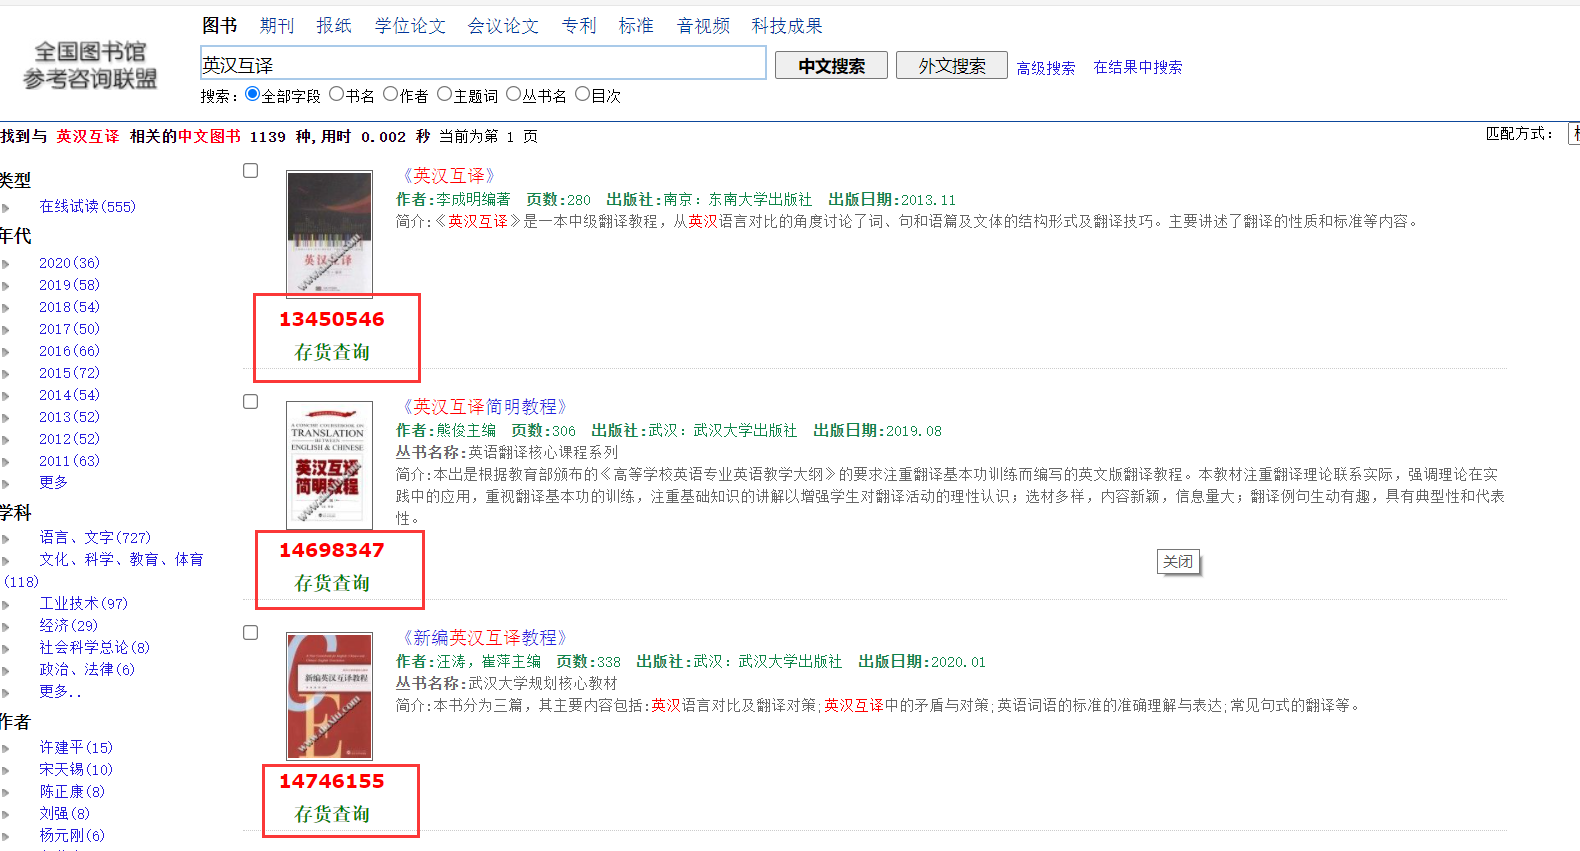 全国图书馆
参考咨询联盟
图书 期刊 报纸 学位论文 会议论文 专利 标准 音视频 科技成果
英汉互译 中文搜索 外文搜索 高级搜索 在结果中搜索
搜索: 全部字段 书名 作者 主题词 丛书名 目次
找到与 英汉互译 相关的中文图书 1139 种,用时 0.002 秒 当前为第 1 页
匹配方式:
类型
在线试读(555)
年代
2020(36)
2019(58)
2018(54)
2017(50)
2016(66)
2015(72)
2014(54)
2013(52)
2012(52)
2011(63)
更多
学科
语言、文字(727)
文化、科学、教育、体育
(118)
工业技术(97)
经济(29)
社会科学总论(8)
政治、法律(6)
更多..
作者
许建平(15)
宋天锡(10)
陈正康(8)
刘强(8)
杨元刚(6)
英汉互译
13450546
存货查询
《英汉互译》
作者:李成明编著 页数:280 出版社:南京：东南大学出版社 出版日期:2013.11
简介:《英汉互译》是一本中级翻译教程，从英汉语言对比的角度讨论了词、句和语篇及文体的结构形式及翻译技巧。主要讲述了翻译的性质和标准等内容。
A CONCISE COURSEBOOK ON
TRANSLATION
BETWEEN
ENGLISH & CHINESE
英汉互译
简明教程
14698347
存货查询
《英汉互译简明教程》
作者:熊俊主编 页数:306 出版社:武汉：武汉大学出版社 出版日期:2019.08
丛书名称:英语翻译核心课程系列
简介:本出是根据教育部颁布的《高等学校英语专业英语教学大纲》的要求注重翻译基本功训练而编写的英文版翻译教程。本教材注重翻译理论联系实际，强调理论在实
践中的应用，重视翻译基本功的训练，注重基础知识的讲解以增强学生对翻译活动的理性认识；选材多样，内容新颖，信息量大；翻译例句生动有趣，具有典型性和代表
性。
关闭
新编英汉互译教程
14746155
存货查询
《新编英汉互译教程》
作者:汪涛，崔萍主编 页数:338 出版社:武汉：武汉大学出版社 出版日期:2020.01
丛书名称:武汉大学规划核心教材
简介:本书分为三篇，其主要内容包括:英汉语言对比及翻译对策;英汉互译中的矛盾与对策;英语词语的标准的准确理解与表达;常见句式的翻译等。